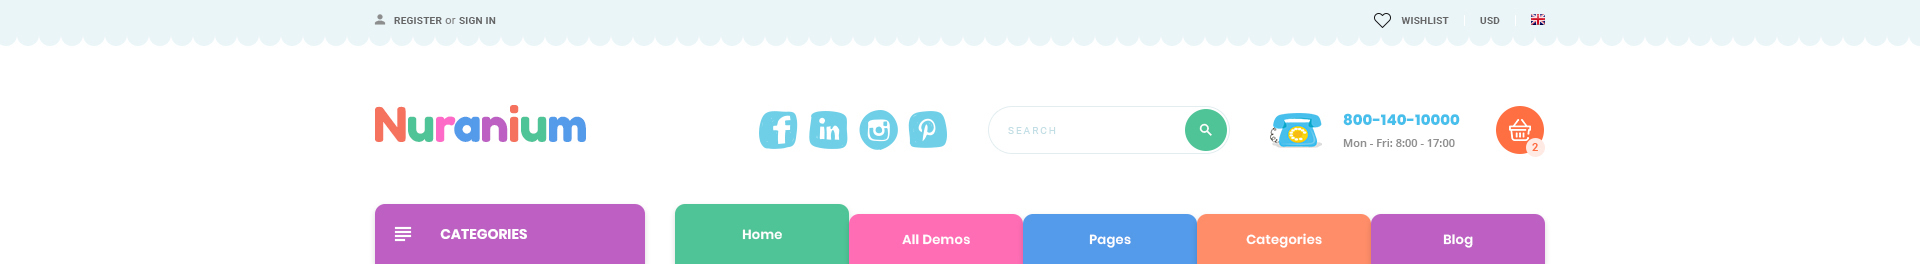 REGISTER or SIGN IN
WISHLIST
USD
Nuranium
f
in
SEARCH
800-140-10000
Mon - Fri: 8:00 - 17:00
2
CATEGORIES
Home
All Demos
Pages
Categories
Blog